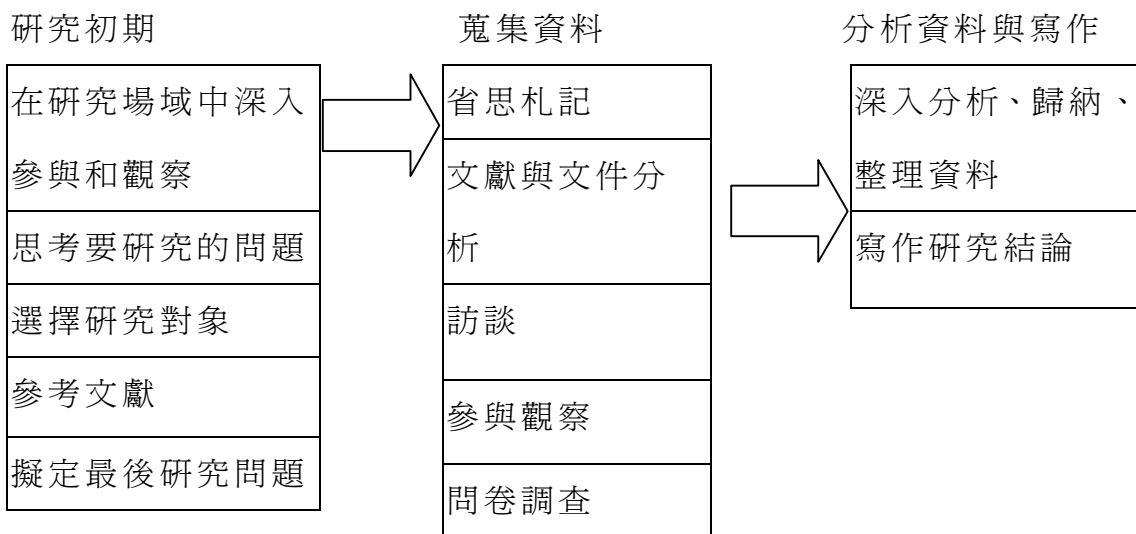 研究初期
在研究場域中深入
參與和觀察
思考要研究的問題
選擇研究對象
參考文獻
擬定最後研究問題
蒐集資料
省思札記
文獻與文件分
析
訪談
參與觀察
問卷調查
分析資料與寫作
深入分析、歸納、
整理資料
寫作研究結論